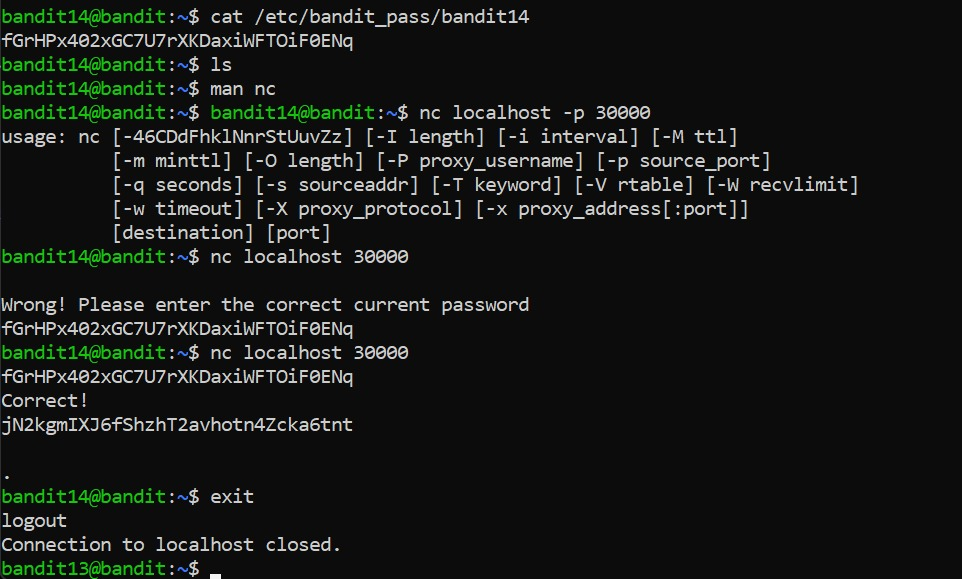 bandit14@bandit:~$ cat /etc/bandit_pass/bandit14
fGrHPx402xGC7U7rXKDaxiWFTOiF0ENq
bandit14@bandit:~$ ls
bandit14@bandit:~$ man nc
bandit14@bandit:~$ bandit14@bandit:~$ nc localhost -p 30000
usage: nc [-46CDdFhklNnrStUuvZz] [-I length] [-i interval] [-M ttl]
          [-m minttl] [-O length] [-P proxy_username] [-p source_port]
          [-q seconds] [-s sourceaddr] [-T keyword] [-V rtable] [-W recvlimit]
          [-w timeout] [-X proxy_protocol] [-x proxy_address[:port]]
          [destination] [port]
bandit14@bandit:~$ nc localhost 30000

Wrong! Please enter the correct current password
fGrHPx402xGC7U7rXKDaxiWFTOiF0ENq
bandit14@bandit:~$ nc localhost 30000
fGrHPx402xGC7U7rXKDaxiWFTOiF0ENq
Correct!
jN2kgmIXJ6fShzhT2avhotn4Zcka6tnt

.
bandit14@bandit:~$ exit
logout
Connection to localhost closed.
bandit13@bandit:~$